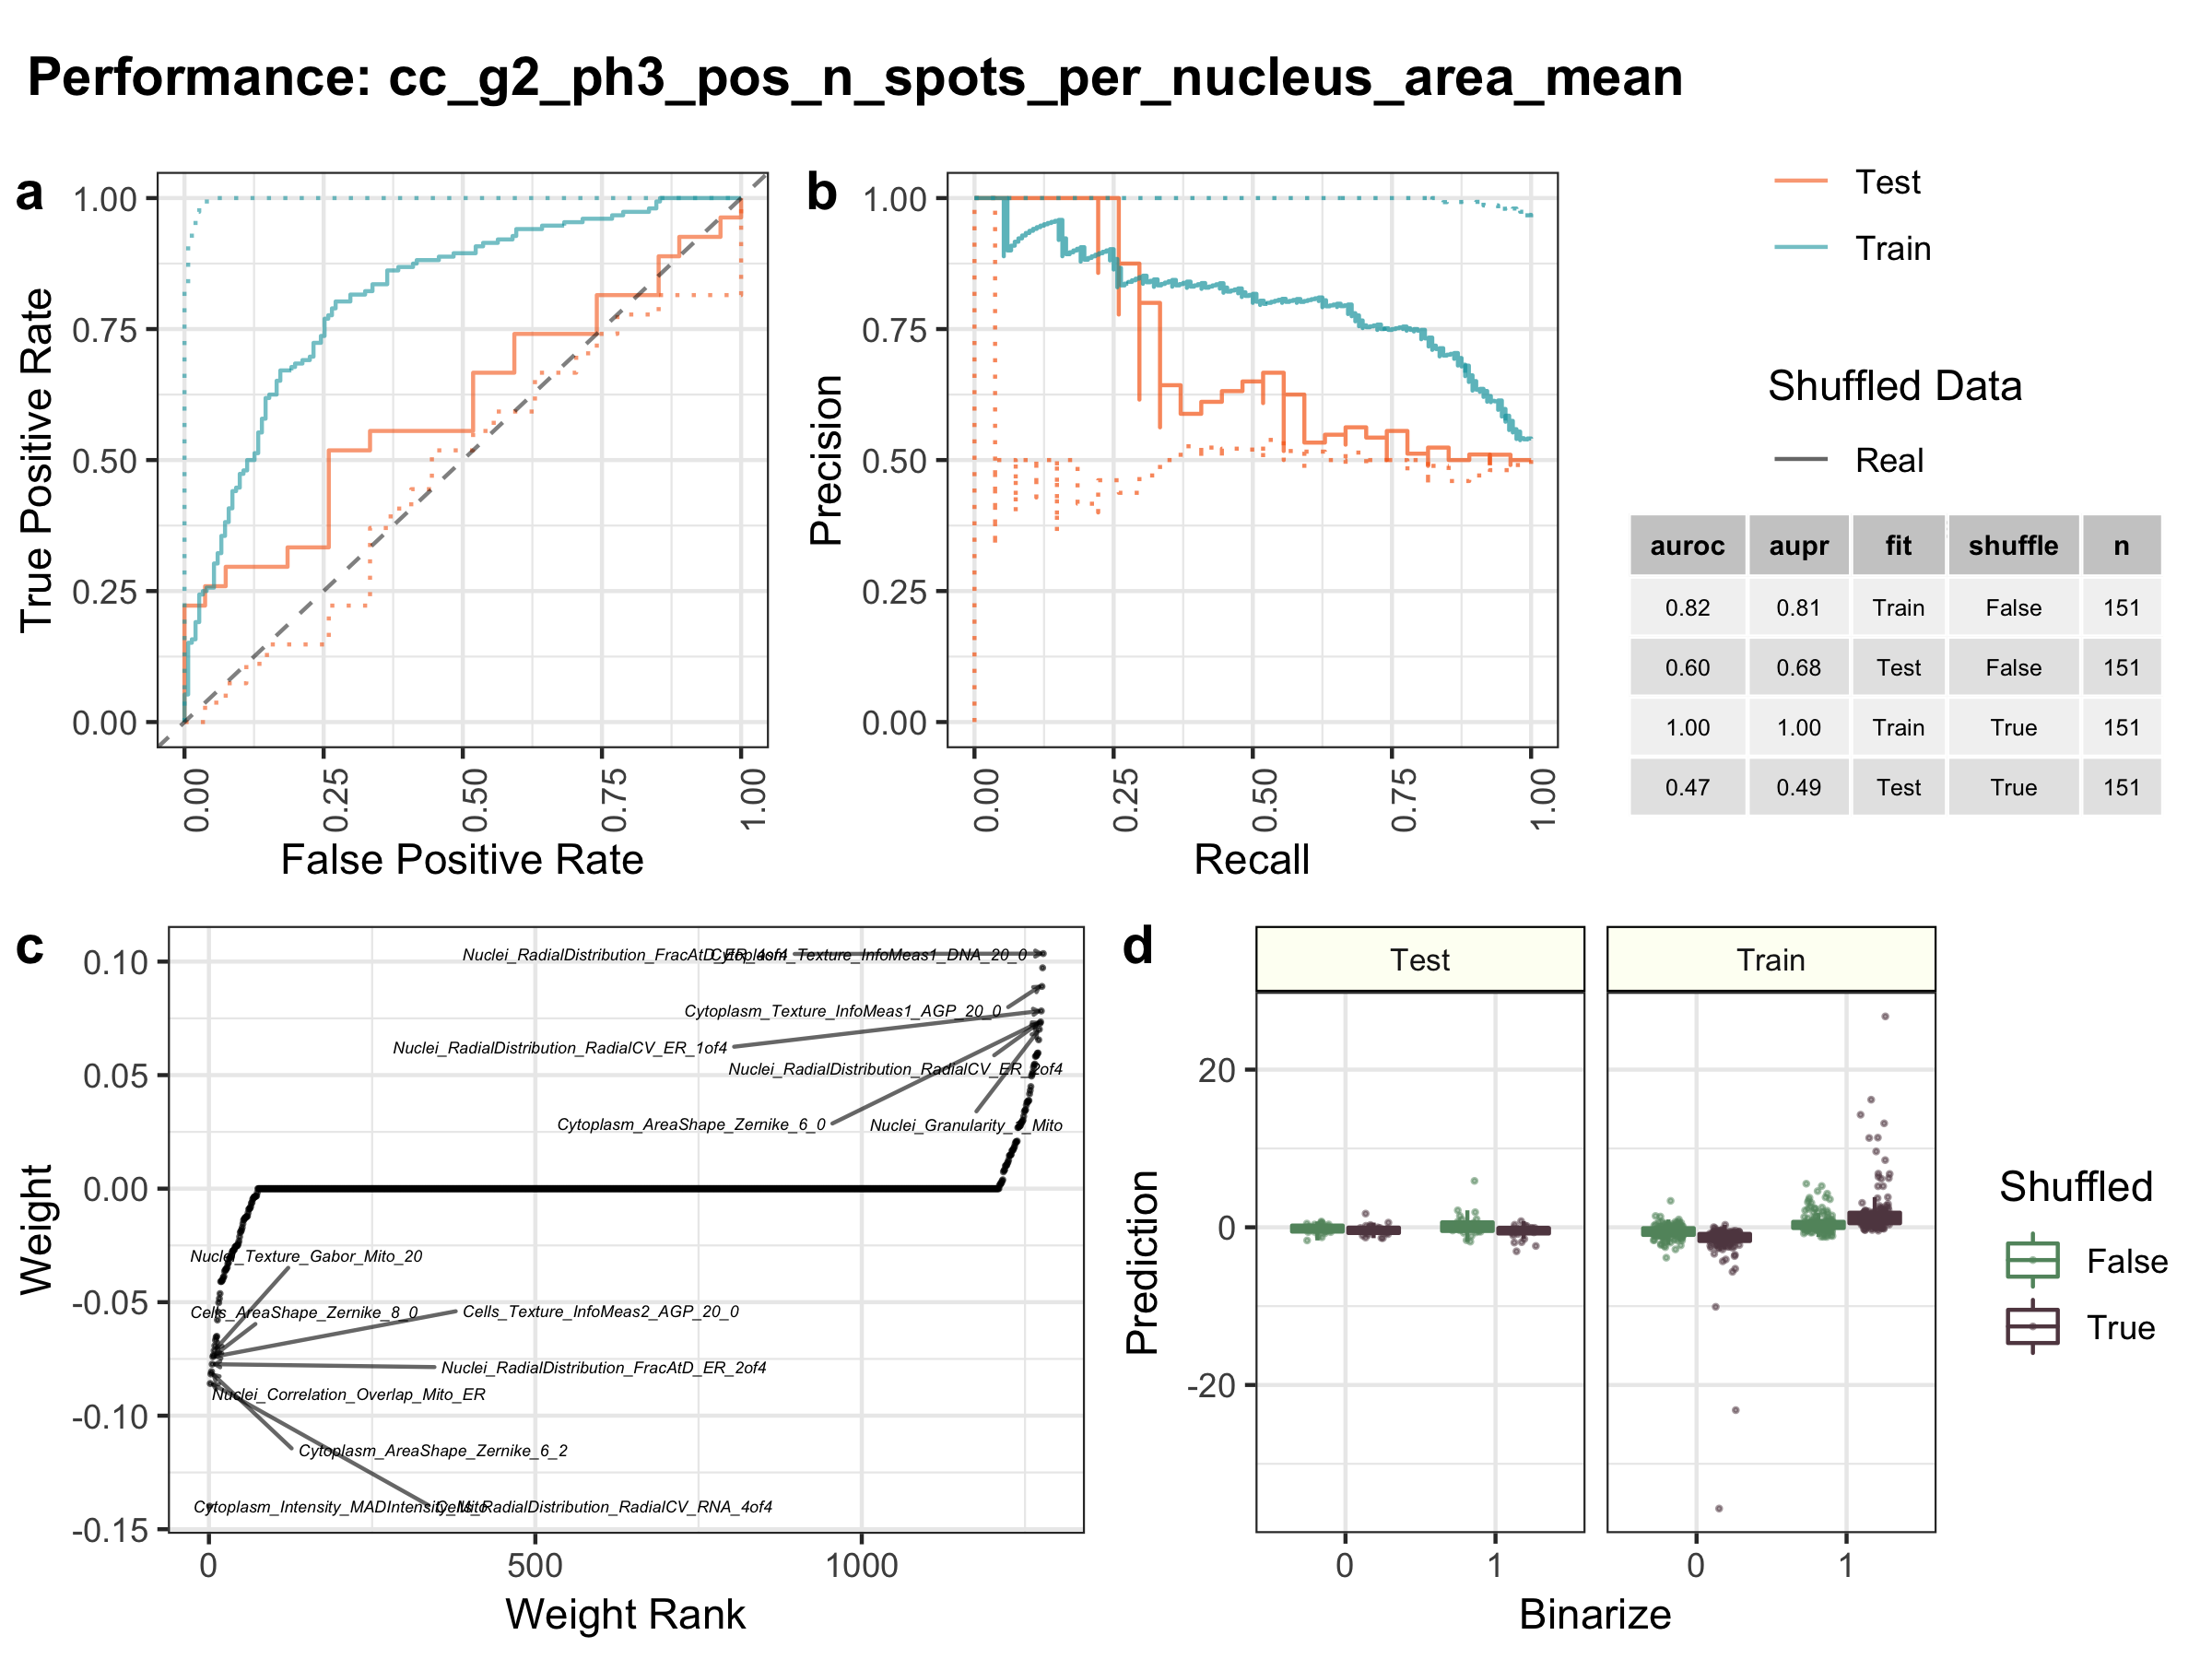 Performance: cc_g2_ph3_pos_n_spots_per_nucleus_area_mean
a
1.00
0.75
0.50
0.25
0.00
True Positive Rate
0.00
0.25
0.50
0.75
1.00
False Positive Rate
b
1.00
0.75
0.50
0.25
0.00
Precision
0.00
0.25
0.50
0.75
1.00
Recall
Test
Train
Shuffled Data
Real
auroc aupr fit shuffle n
0.82 0.81 Train False 151
0.60 0.68 Test False 151
1.00 1.00 Train True 151
0.47 0.49 Test True 151
c
0.10
0.05
0.00
-0.05
-0.10
-0.15
Weight
Nuclei_RadialDistribution_FracAtD_ER_4of4
Cytoplasm_Texture_InfoMeas1_DNA_20_0
Cytoplasm_Texture_InfoMeas1_AGP_20_0
Nuclei_RadialDistribution_RadialCV_ER_1of4
Nuclei_RadialDistribution_RadialCV_ER_2of4
Cytoplasm_AreaShape_Zernike_6_0
Nuclei_Texture_Gabor_Mito_20
Cells_AreaShape_Zernike_8_0
Cells_Texture_InfoMeas2_AGP_20_0
Nuclei_RadialDistribution_FracAtD_ER_2of4
Nuclei_Correlation_Overlap_Mito_ER
Cytoplasm_AreaShape_Zernike_6_2
Cytoplasm_Intensity_MADIntensity_Mito
Cells_RadialDistribution_RadialCV_RNA_4of4
0
500
1000
Weight Rank
d
Test
Train
20
0
-20
Prediction
0
1
0
1
Binarize
Shuffled
False
True